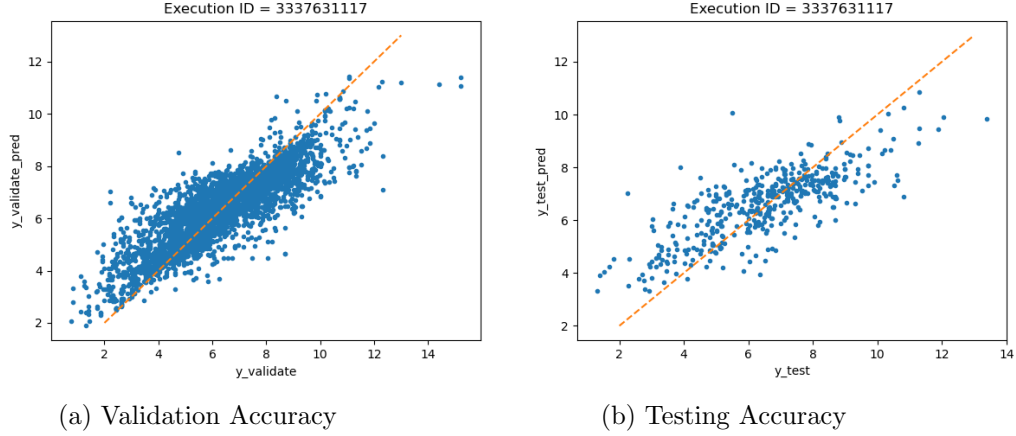 Execution ID = 3337631117
y_validate_pred
12
10
8
6
4
2
2 4 6 8 10 12 14
y_validate
(a) Validation Accuracy
Execution ID = 3337631117
y_test_pred
12
10
8
6
4
2
2 4 6 8 10 12 14
y_test
(b) Testing Accuracy